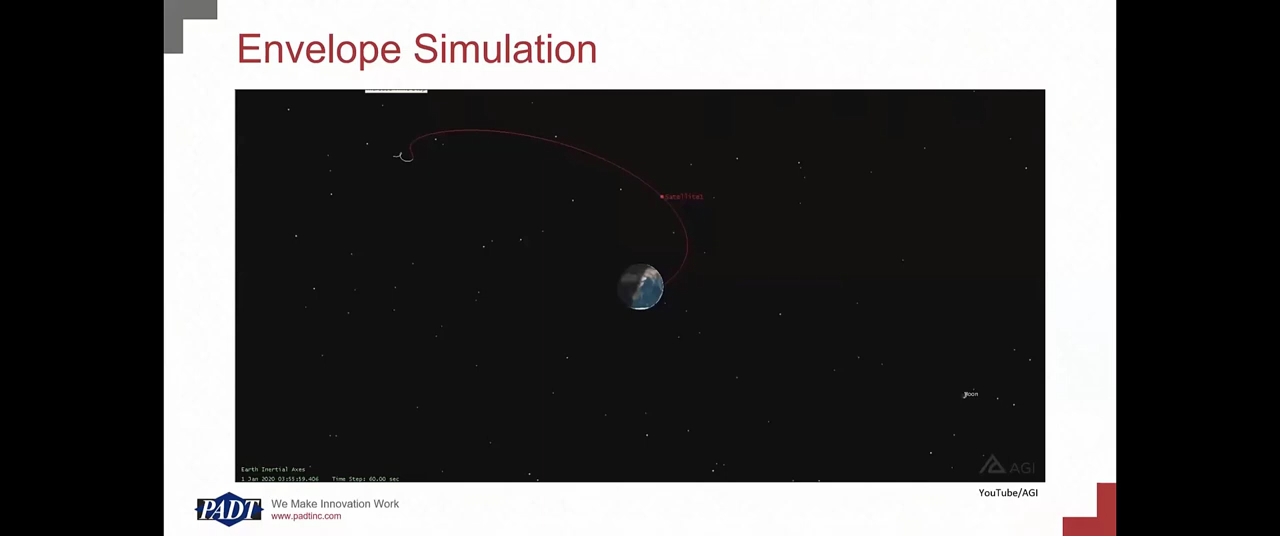 Envelope Simulation
Satellite1
Moon
Earth Inertial Axes
1 Jan 2020 03:55:59.406 Time Step: 60.00 sec
AGI
YouTube/AGI
PADT
We Make Innovation Work
www.padtinc.com